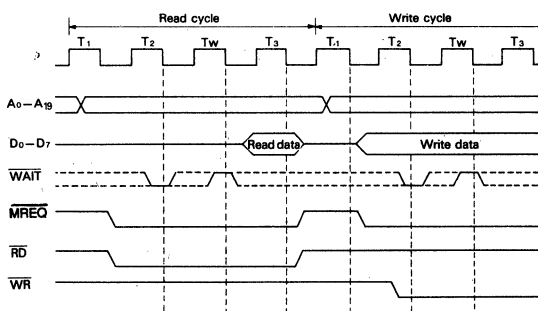 Read cycle Write cycle
T1 T2 TW T3 T1 T2 TW T3
A0–A19
D0–D7 Read data Write data
WAIT
MREQ
RD
WR